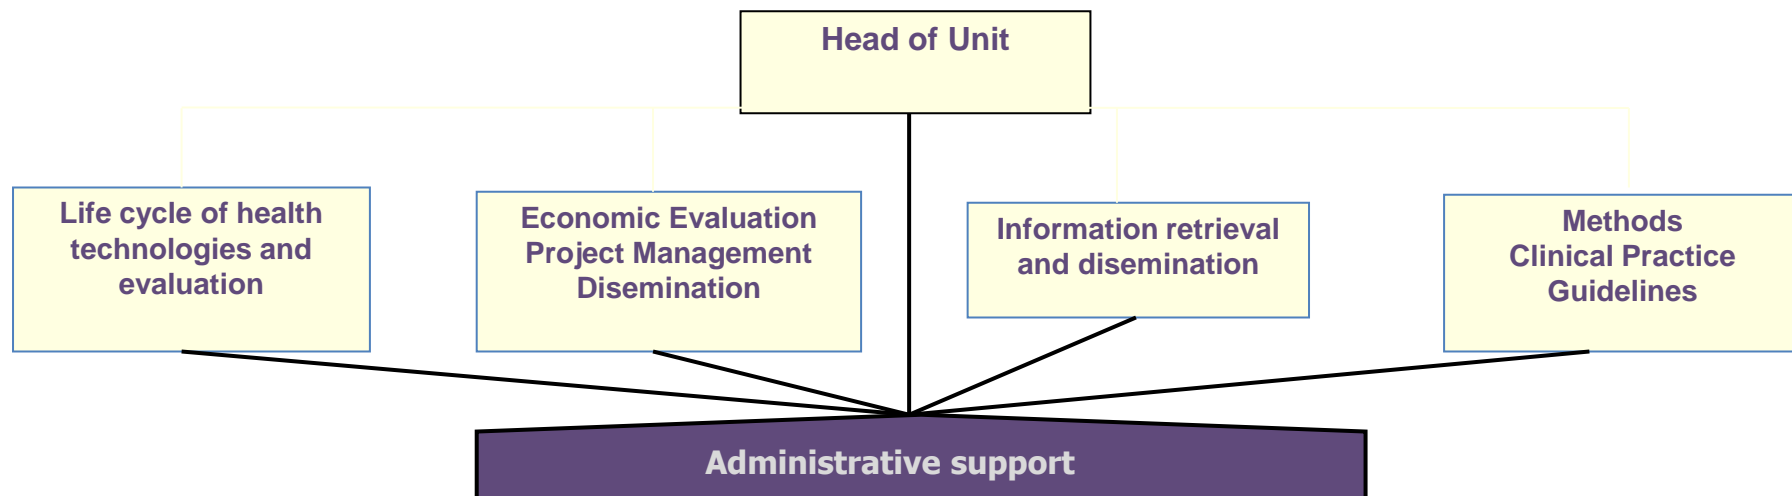 Head of Unit
Life cycle of health
technologies and
evaluation
Economic Evaluation
Project Management
Disemination
Information retrieval
and disemination
Methods
Clinical Practice
Guidelines
Administrative support